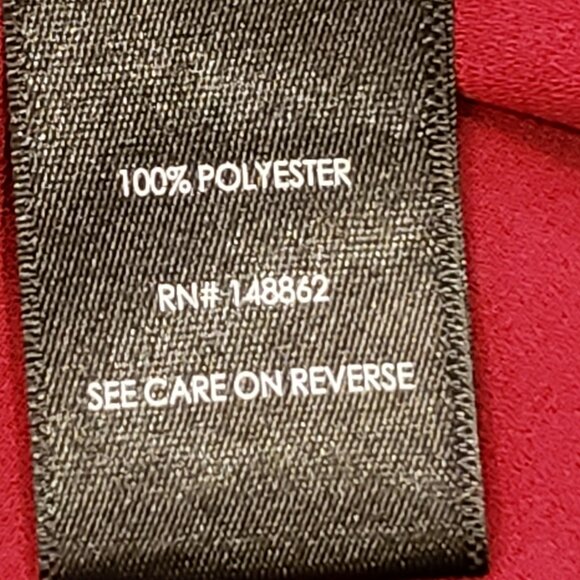 100% POLYESTER
RN# 148862
SEE CARE ON REVERSE